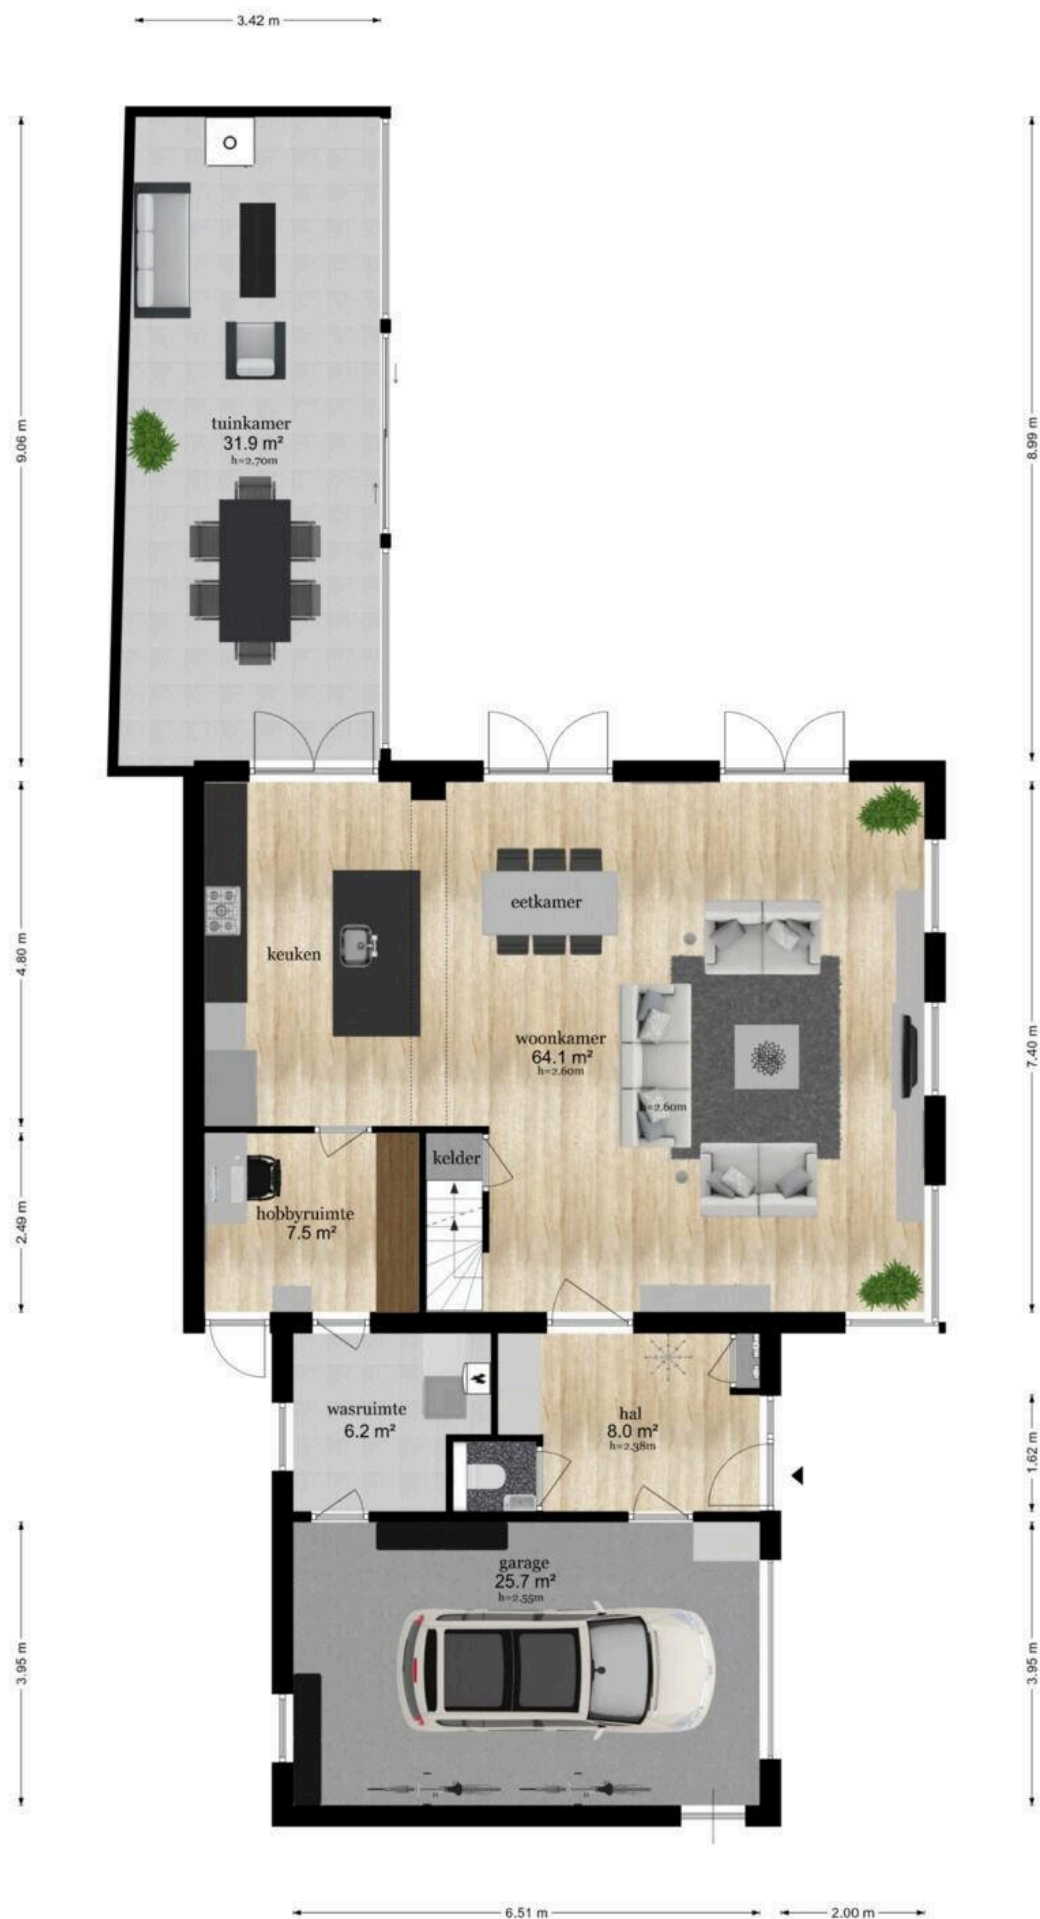 3.42 m
9.06 m
8.99 m
tuinkamer
31.9 m²
h=2.70m
4.80 m
7.40 m
eetkamer
keuken
woonkamer
64.1 m²
h=2.60m
h=2.60m
kelder
2.49 m
hobbyruimte
7.5 m²
wasruimte
6.2 m²
hal
8.0 m²
h=2.38m
1.62 m
garage
25.7 m²
h=2.55m
3.95 m
3.95 m
6.51 m
2.00 m